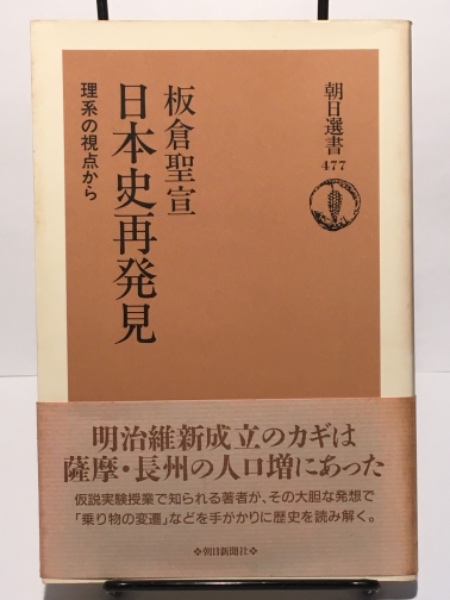 朝日選書
477
板倉聖宣
日本史再発見
理系の視点から
明治維新成立のカギは
薩摩・長州の人口増にあった
仮説実験授業で知られる著者が、その大胆な発想で
「乗り物の変遷」などを手がかりに歴史を読み解く。
❖朝日新聞社❖